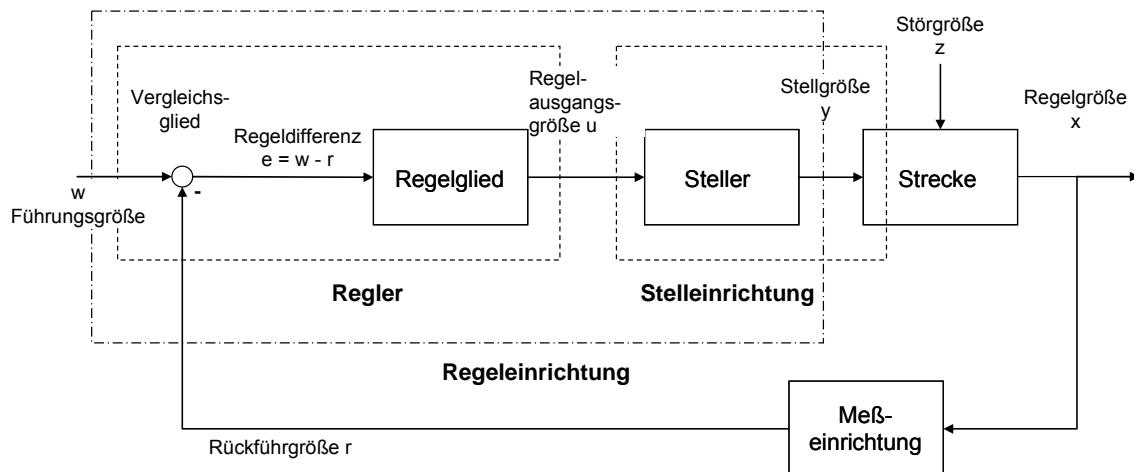 Störgröße
z
Regel-
ausgangs-
größe u
Stellgröße
y
Regelgröße
x
Vergleichs-
glied
Regeldifferenz
e = w - r
Regelglied
Steller
Strecke
-
w
Führungsgröße
Regler
Stelleinrichtung
Regeleinrichtung
Meß-
einrichtung
Rückführgröße r